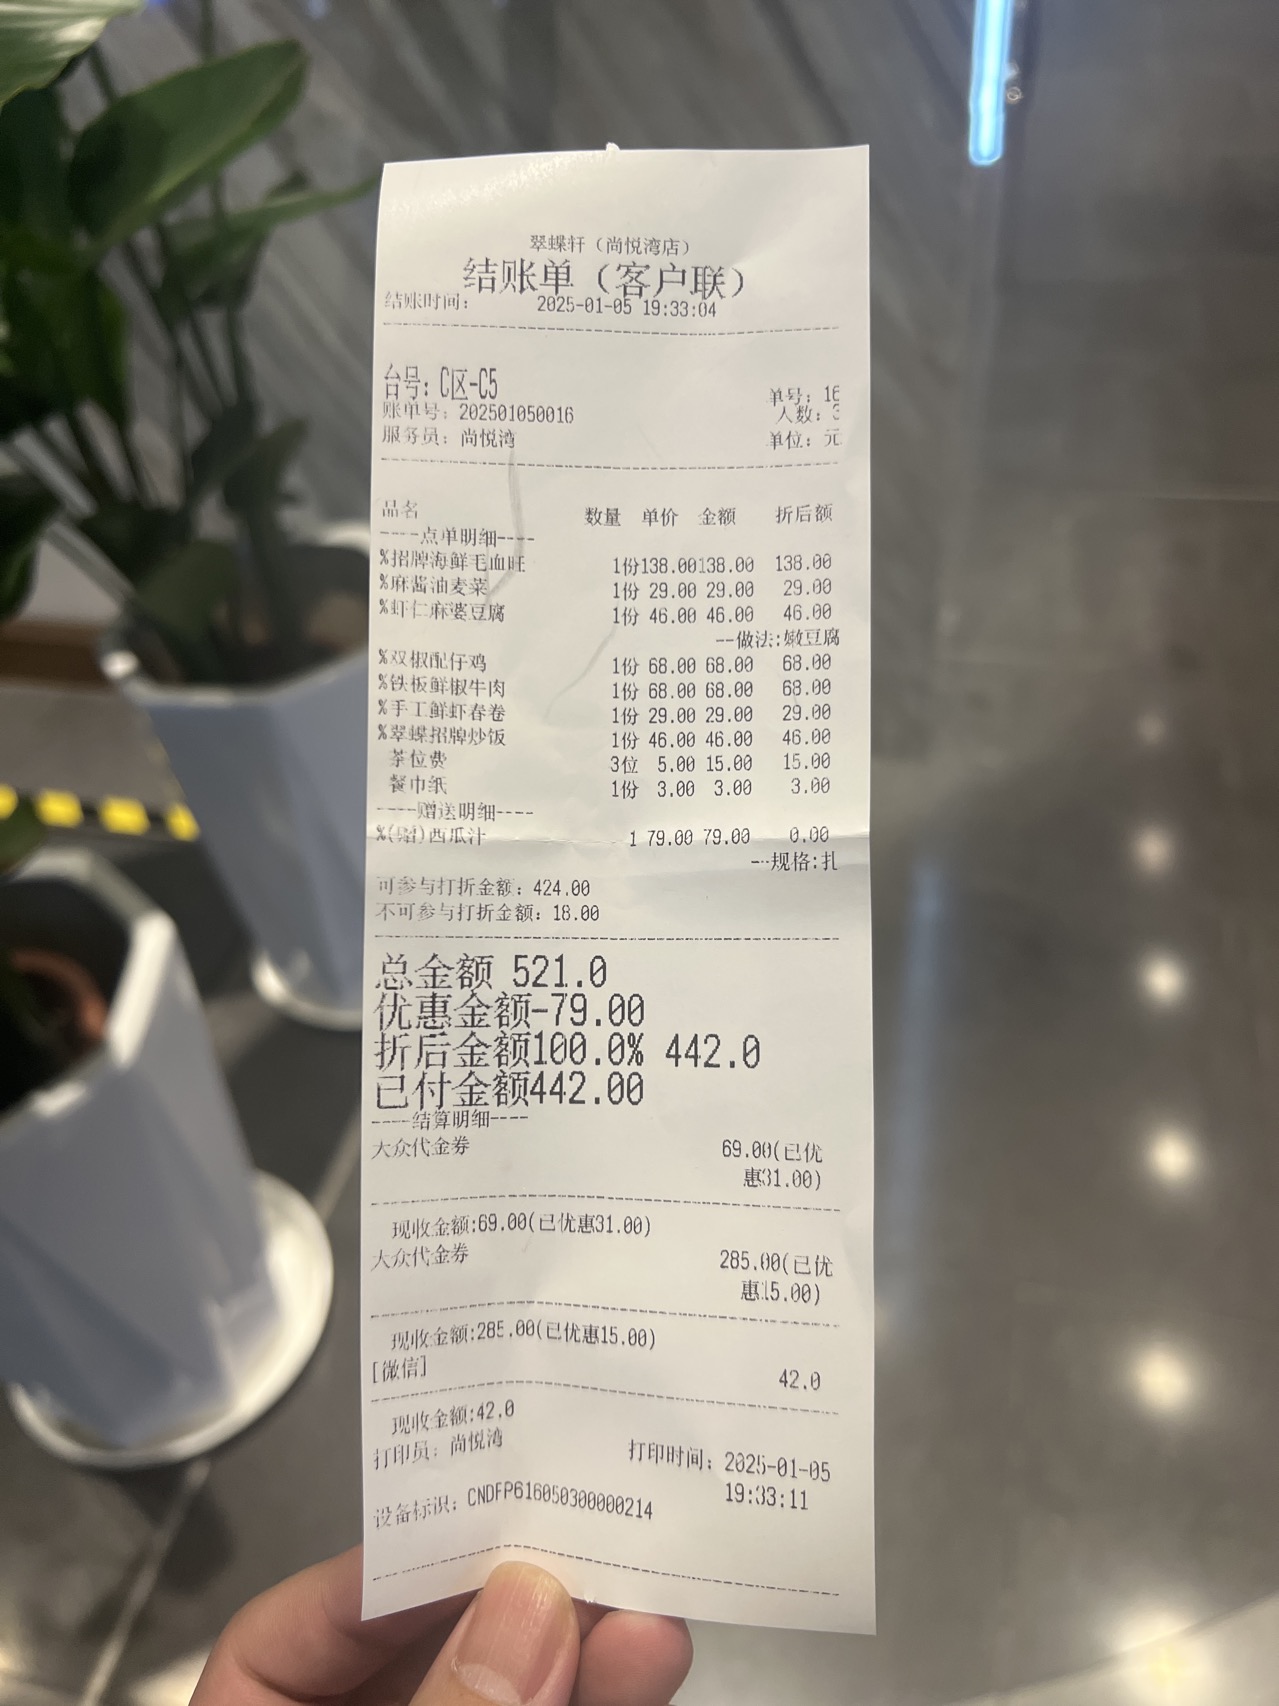 翠蝶轩（尚悦湾店）
结账单（客户联）
结账时间： 2025-01-05 19:33:04
台号：C区-C5
单号：16
账单号：202501050016
人数：3
服务员：尚悦湾
单位：元
品名 数量 单价 金额 折后额
----点单明细----
%招牌海鲜毛血旺 1份138.00138.00 138.00
%麻酱油麦菜 1份 29.00 29.00 29.00
%虾仁麻婆豆腐 1份 46.00 46.00 46.00
--做法:嫩豆腐
%双椒配仔鸡 1份 68.00 68.00 68.00
%铁板鲜椒牛肉 1份 68.00 68.00 68.00
%手工鲜虾春卷 1份 29.00 29.00 29.00
%翠蝶招牌炒饭 1份 46.00 46.00 46.00
茶位费 3位 5.00 15.00 15.00
餐巾纸 1份 3.00 3.00 3.00
----赠送明细----
%(赠)西瓜汁 1 79.00 79.00 0.00
--规格:扎
可参与打折金额：424.00
不可参与打折金额：18.00
总金额 521.0
优惠金额-79.00
折后金额100.0% 442.0
已付金额442.00
----结算明细----
大众代金券 69.00(已优
惠31.00)
现收金额:69.00(已优惠31.00)
大众代金券 285.00(已优
惠15.00)
现收金额:285.00(已优惠15.00)
[微信] 42.0
现收金额:42.0
打印员：尚悦湾 打印时间：2025-01-05
19:33:11
设备标识：CNDFP616050300000214